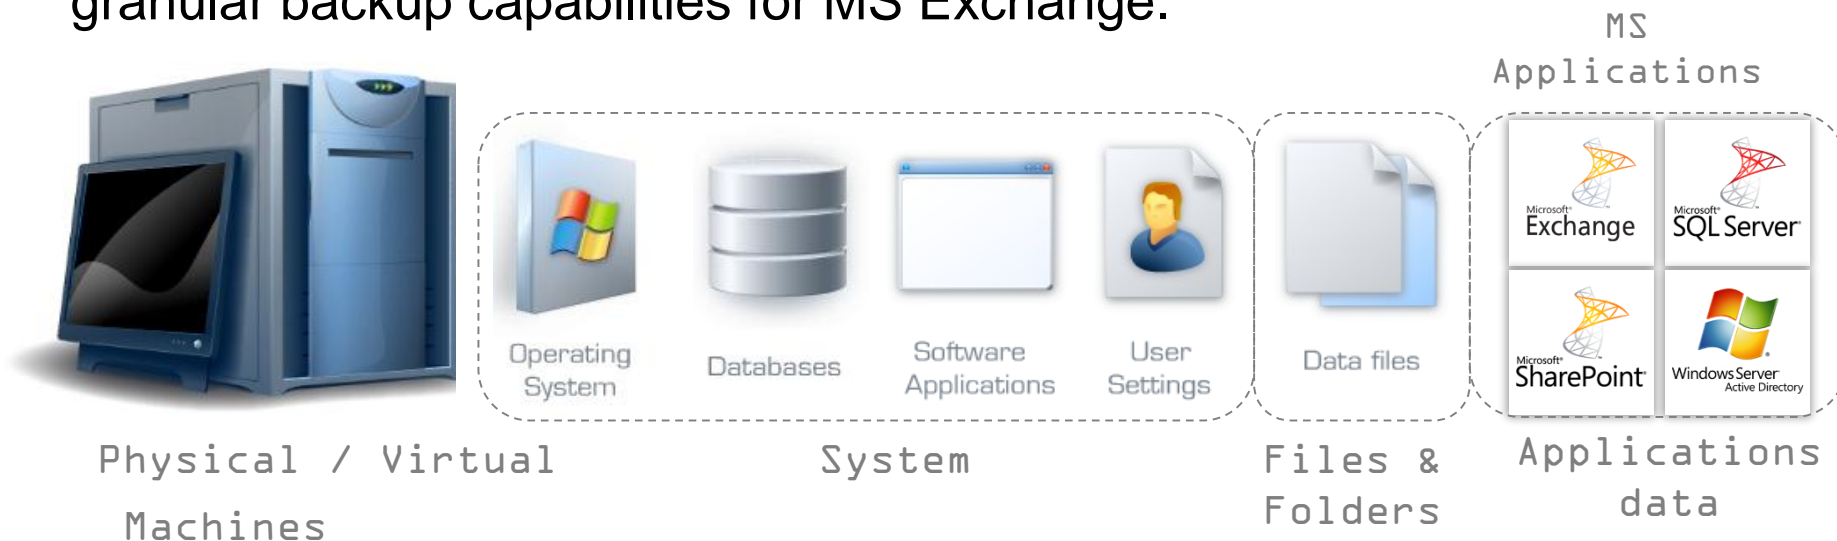 granular backup capabilities for MS Exchange.
MS
Applications
Microsoft®
Exchange
Microsoft®
SQL Server®
Operating
System
Databases
Software
Applications
User
Settings
Data files
Microsoft®
SharePoint®
Windows Server®
Active Directory
Physical / Virtual
Machines
System
Files &
Folders
Applications
data